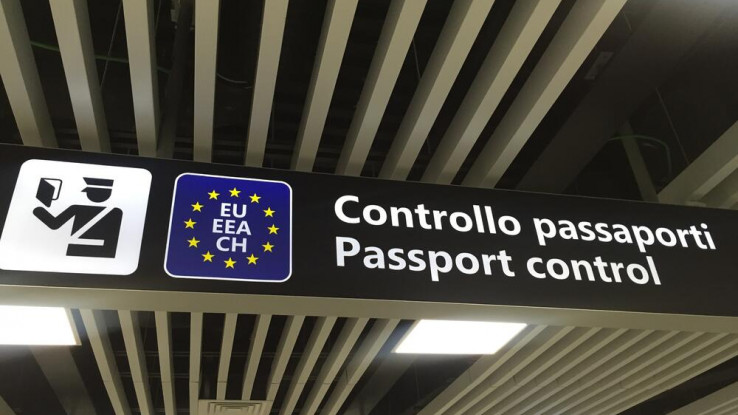 EU
EEA
CH
Controllo passaporti
Passport control